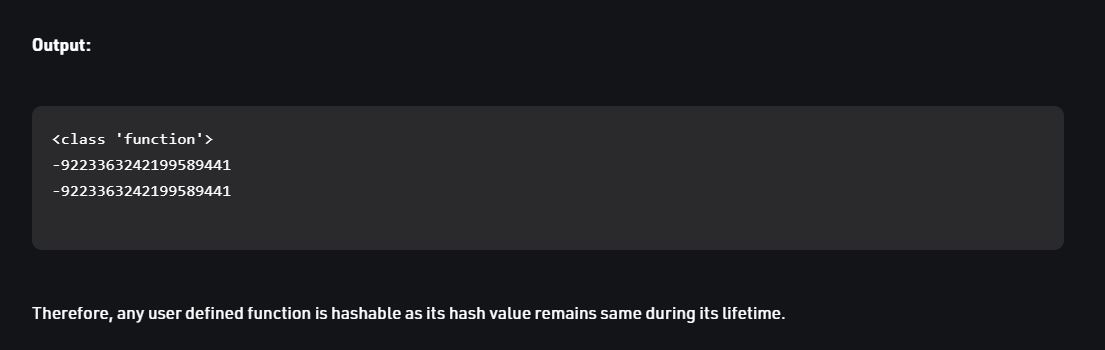 Output:
<class 'function'>
-9223363242199589441
-9223363242199589441
Therefore, any user defined function is hashable as its hash value remains same during its lifetime.